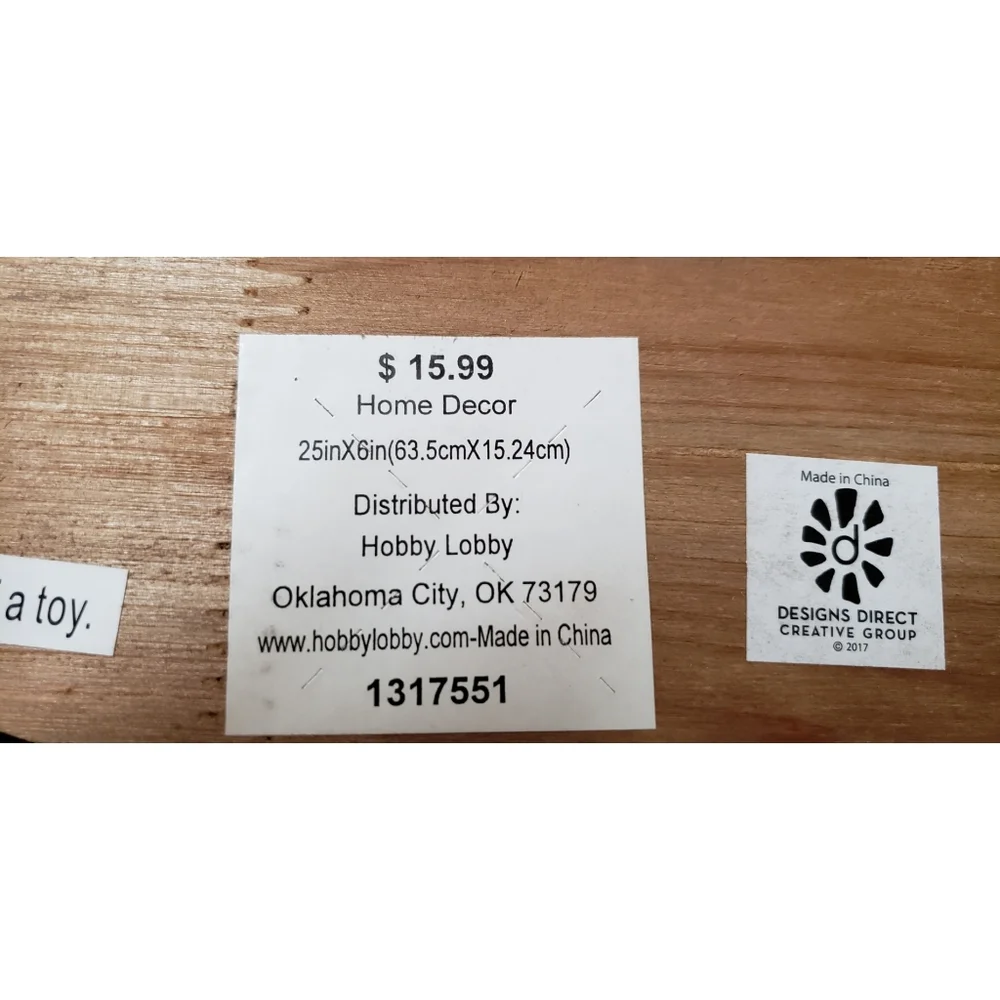 $ 15.99
Home Decor
25inX6in(63.5cmX15.24cm)
Distributed By:
Hobby Lobby
Oklahoma City, OK 73179
www.hobbylobby.com-Made in China
1317551
a toy.
Made in China
d
DESIGNS DIRECT
CREATIVE GROUP
© 2017